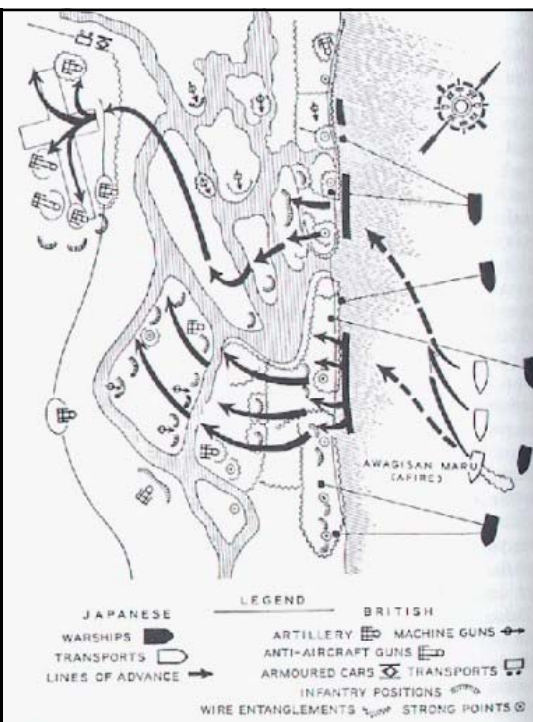 AWAGISAN MARU
(AFIRE)
LEGEND
JAPANESE
BRITISH
WARSHIPS
ARTILLERY MACHINE GUNS
TRANSPORTS
ANTI-AIRCRAFT GUNS
LINES OF ADVANCE
ARMOURED CARS TRANSPORTS
INFANTRY POSITIONS
WIRE ENTANGLEMENTS STRONG POINTS